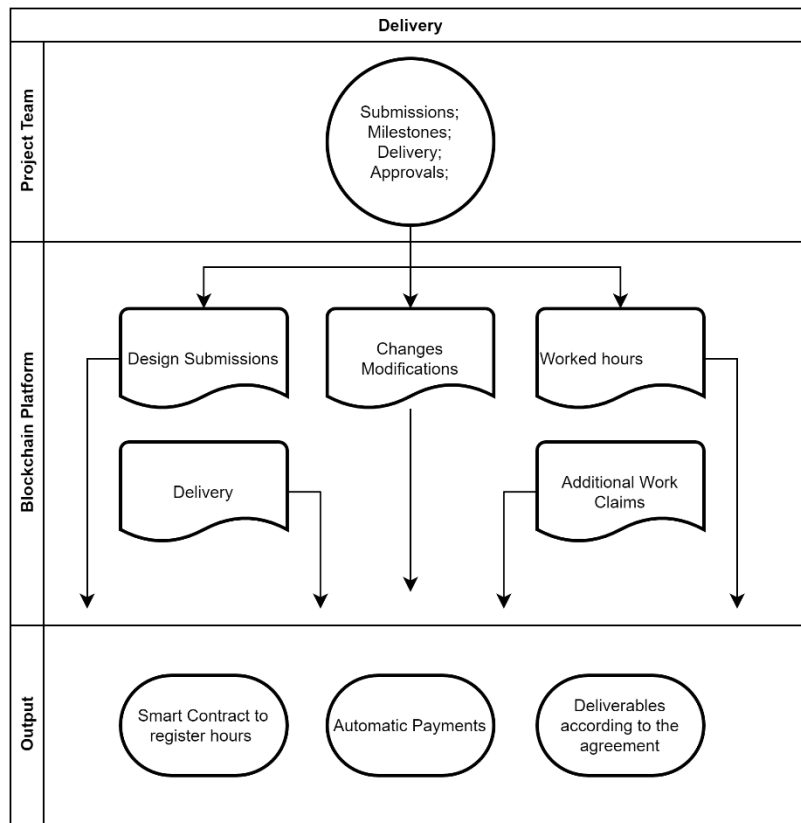 Delivery
Project Team
Submissions;
Milestones;
Delivery;
Approvals;
Blockchain Platform
Design Submissions
Changes
Modifications
Worked hours
Delivery
Additional Work
Claims
Output
Smart Contract to
register hours
Automatic Payments
Deliverables
according to the
agreement